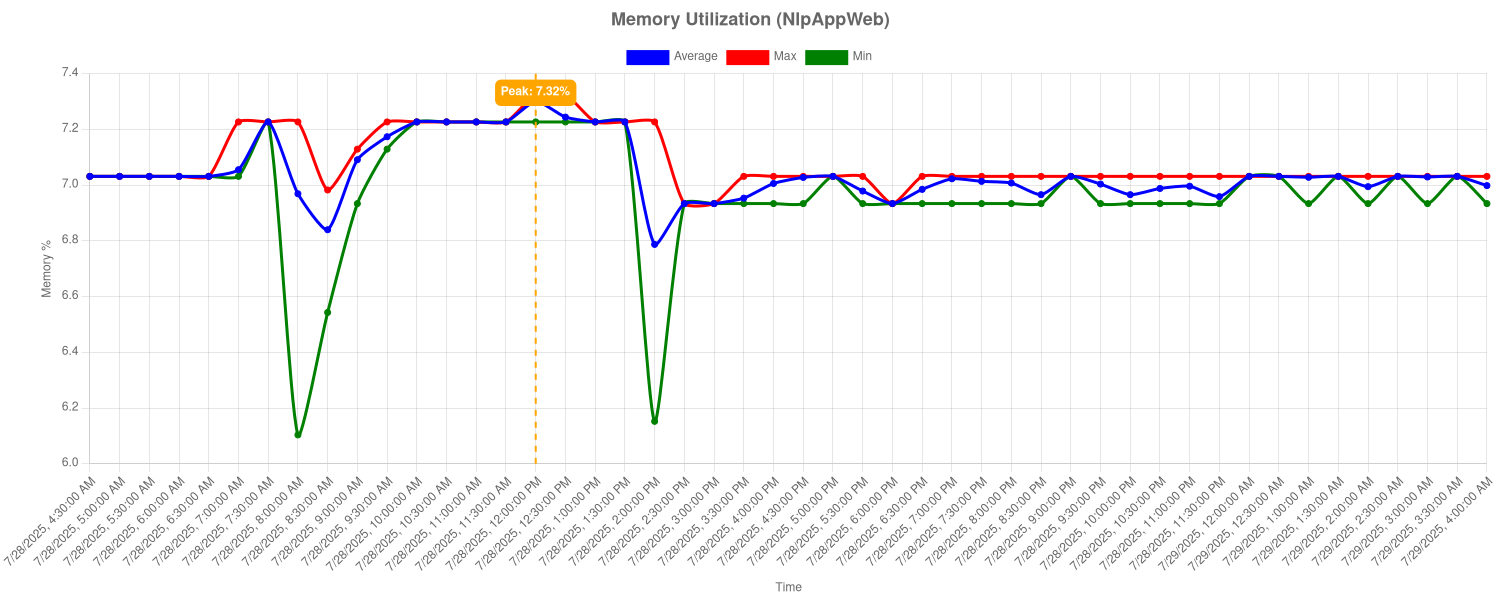 Memory Utilization (NlpAppWeb)
Average Max Min
Peak: 7.32%
7.4
7.2
7.0
6.8
6.6
6.4
6.2
6.0
Memory %
7/28/2025, 4:30:00 AM
7/28/2025, 5:00:00 AM
7/28/2025, 5:30:00 AM
7/28/2025, 6:00:00 AM
7/28/2025, 6:30:00 AM
7/28/2025, 7:00:00 AM
7/28/2025, 7:30:00 AM
7/28/2025, 8:00:00 AM
7/28/2025, 8:30:00 AM
7/28/2025, 9:00:00 AM
7/28/2025, 9:30:00 AM
7/28/2025, 10:00:00 AM
7/28/2025, 10:30:00 AM
7/28/2025, 11:00:00 AM
7/28/2025, 11:30:00 AM
7/28/2025, 12:00:00 PM
7/28/2025, 12:30:00 PM
7/28/2025, 1:00:00 PM
7/28/2025, 1:30:00 PM
7/28/2025, 2:00:00 PM
7/28/2025, 2:30:00 PM
7/28/2025, 3:00:00 PM
7/28/2025, 3:30:00 PM
7/28/2025, 4:00:00 PM
7/28/2025, 4:30:00 PM
7/28/2025, 5:00:00 PM
7/28/2025, 5:30:00 PM
7/28/2025, 6:00:00 PM
7/28/2025, 6:30:00 PM
7/28/2025, 7:00:00 PM
7/28/2025, 7:30:00 PM
7/28/2025, 8:00:00 PM
7/28/2025, 8:30:00 PM
7/28/2025, 9:00:00 PM
7/28/2025, 9:30:00 PM
7/28/2025, 10:00:00 PM
7/28/2025, 10:30:00 PM
7/28/2025, 11:00:00 PM
7/28/2025, 11:30:00 PM
7/29/2025, 12:00:00 AM
7/29/2025, 12:30:00 AM
7/29/2025, 1:00:00 AM
7/29/2025, 1:30:00 AM
7/29/2025, 2:00:00 AM
7/29/2025, 2:30:00 AM
7/29/2025, 3:00:00 AM
7/29/2025, 3:30:00 AM
7/29/2025, 4:00:00 AM
Time